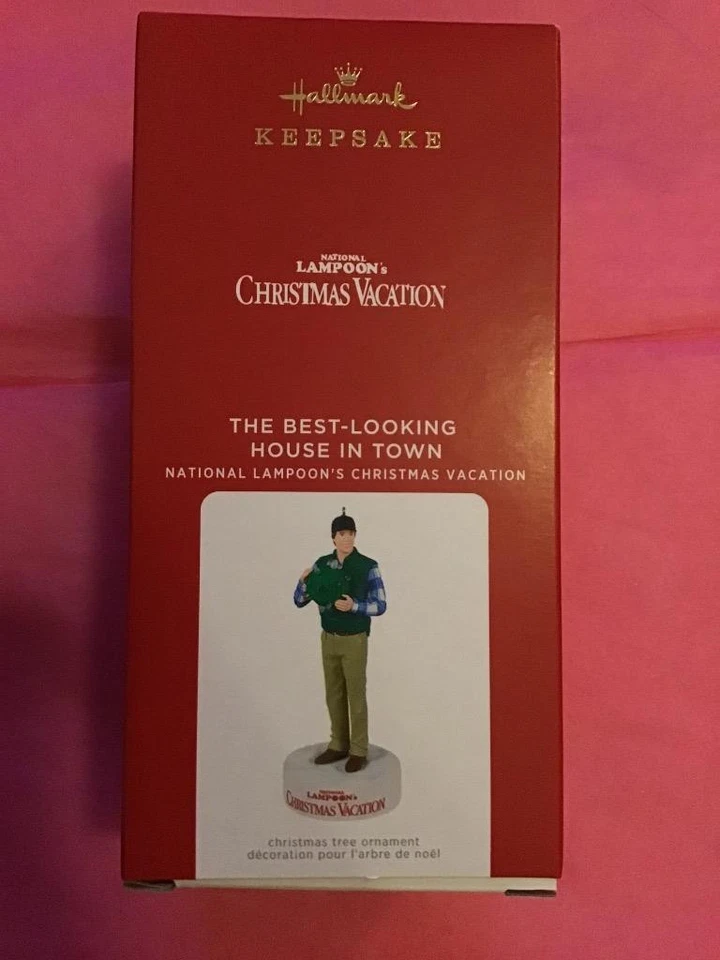 Hallmark
KEEPSAKE
NATIONAL
LAMPOON's
CHRISTMAS VACATION
THE BEST-LOOKING
HOUSE IN TOWN
NATIONAL LAMPOON'S CHRISTMAS VACATION
NATIONAL
LAMPOON's
CHRISTMAS VACATION
christmas tree ornament
décoration pour l'arbre de noël